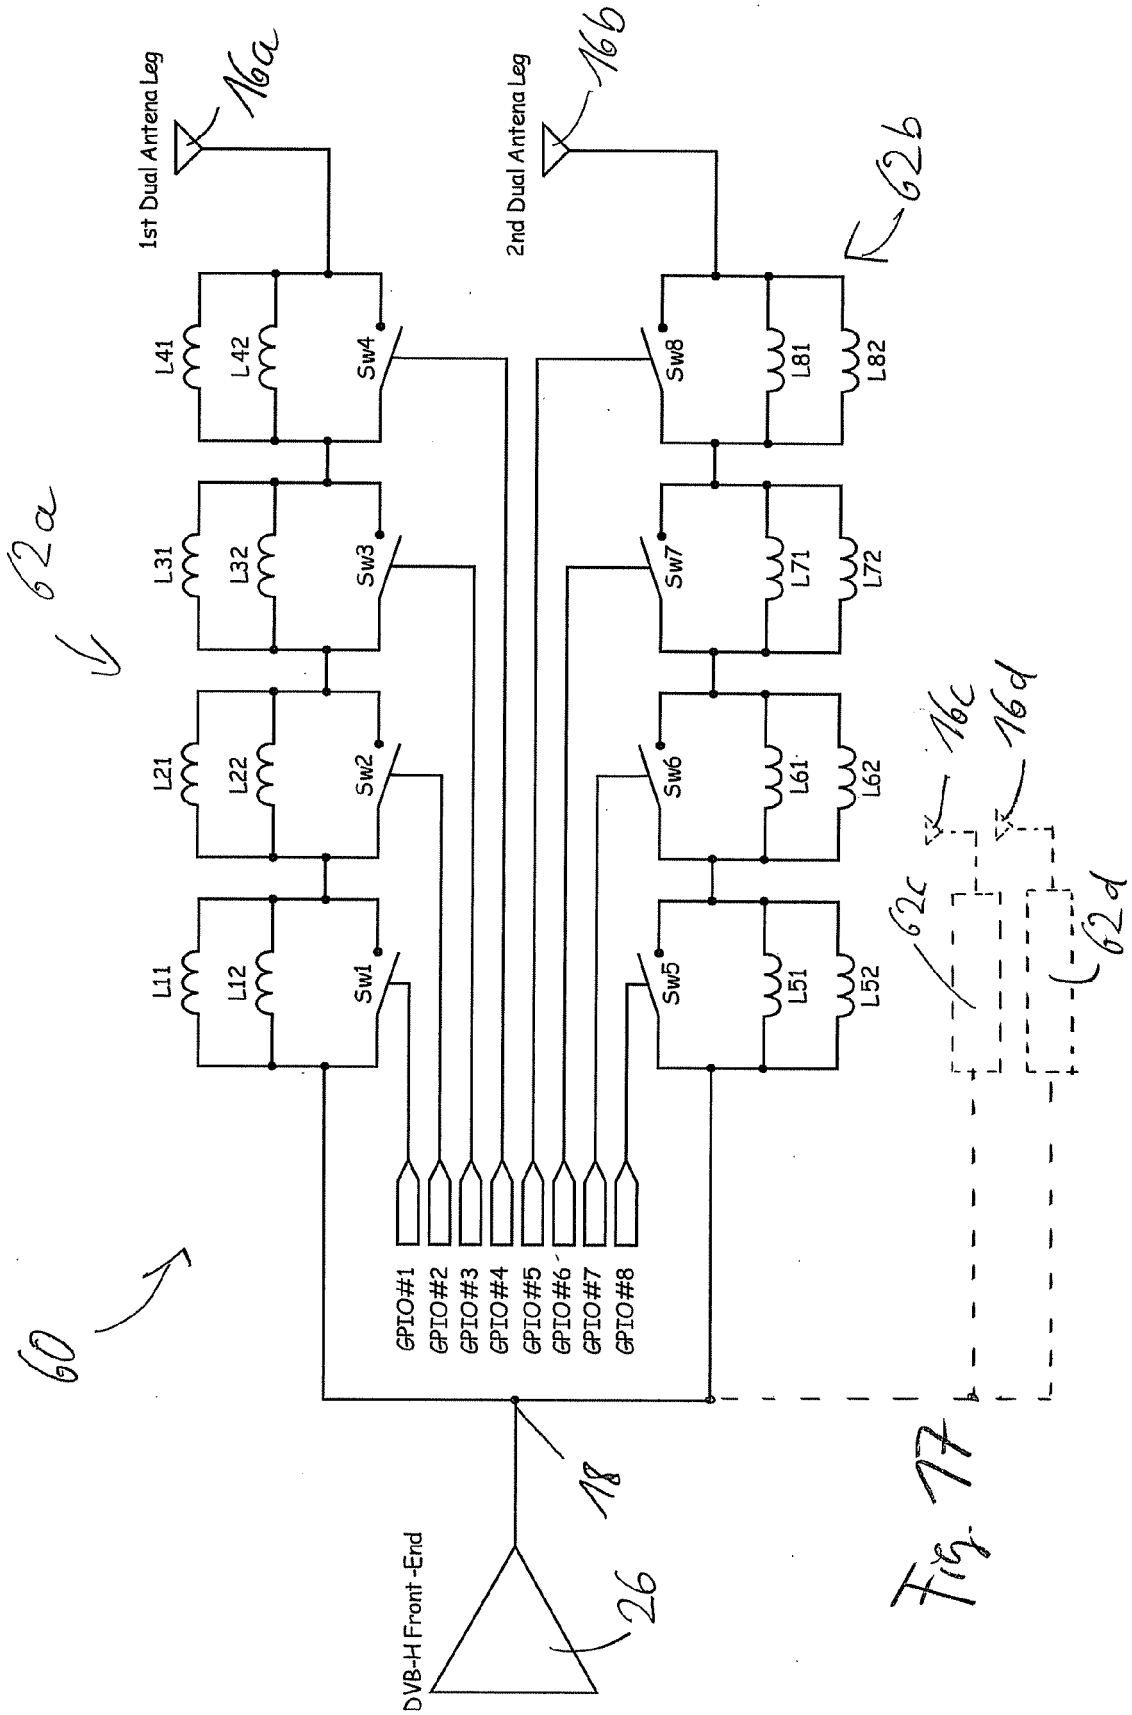 60
62a
1st Dual Antena Leg
16a
L11
L21
L31
L41
L12
L22
L32
L42
Sw1
Sw2
Sw3
Sw4
DVB-H Front-End
26
18
GPIO#1
GPIO#2
GPIO#3
GPIO#4
GPIO#5
GPIO#6
GPIO#7
GPIO#8
2nd Dual Antena Leg
16b
Sw5
Sw6
Sw7
Sw8
L51
L61
L71
L81
L52
L62
L72
L82
62b
62c
16c
16d
62d
Fig. 17